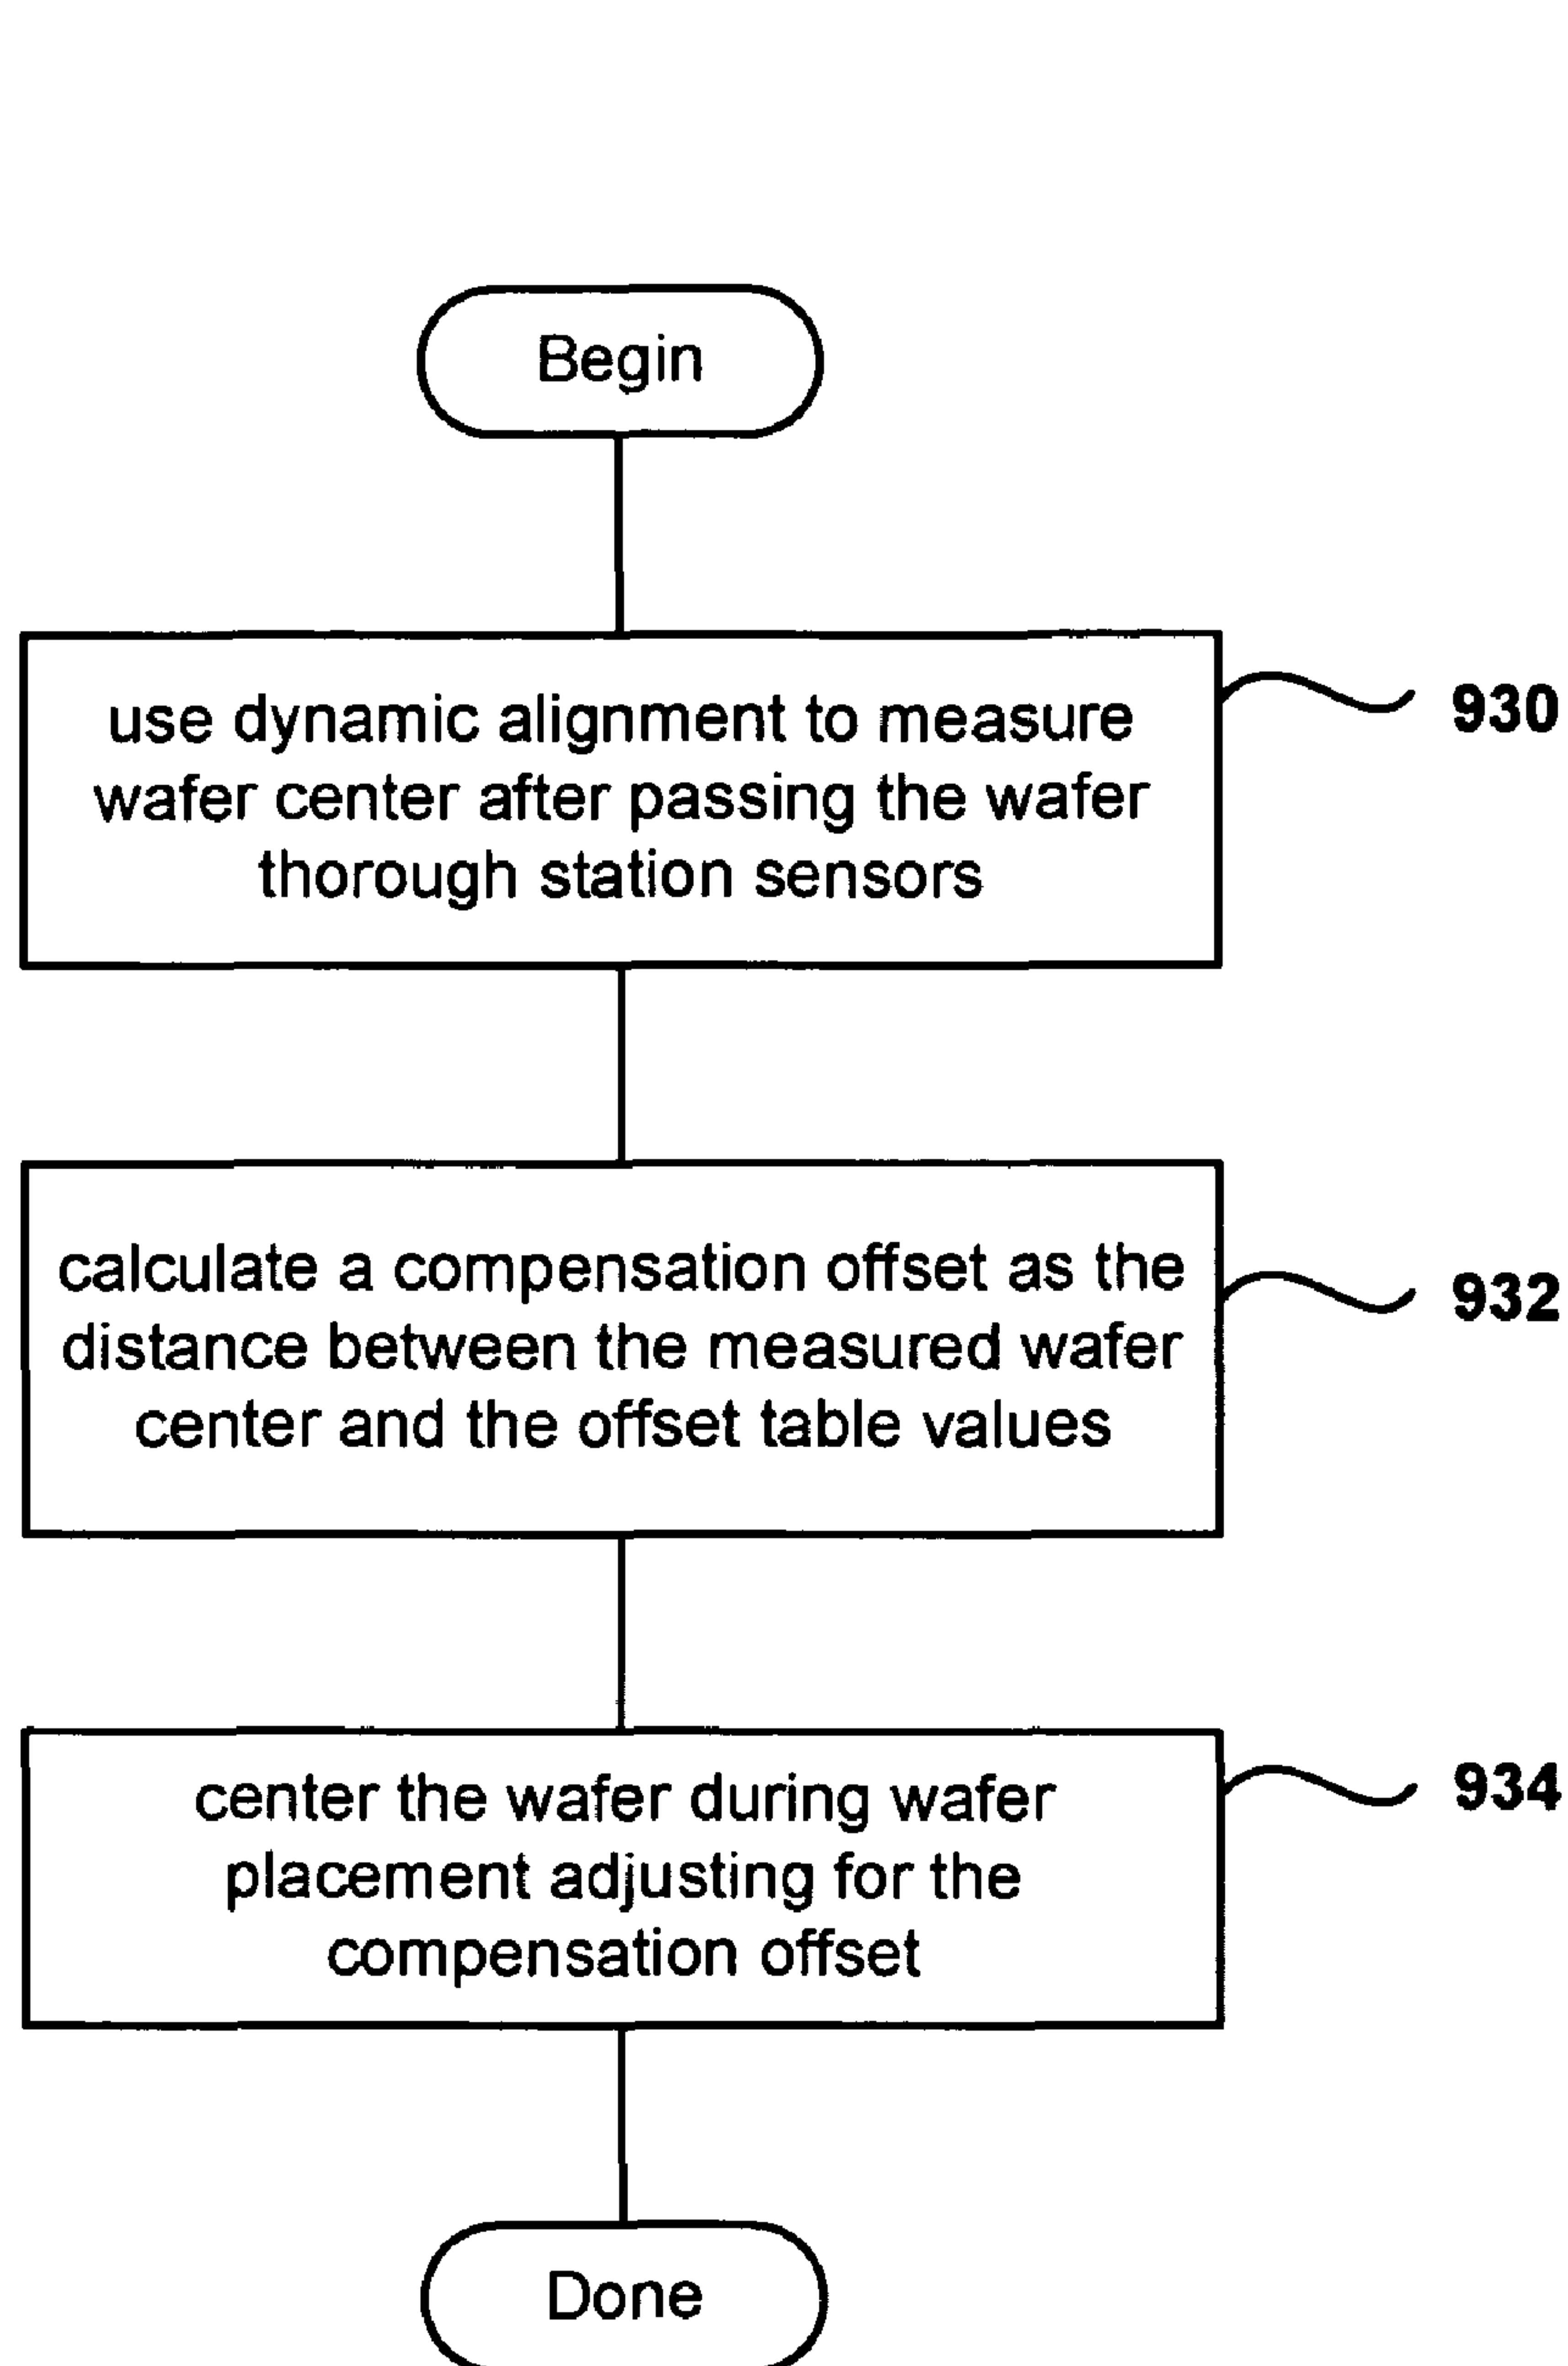 Begin
use dynamic alignment to measure
wafer center after passing the wafer
thorough station sensors
930
calculate a compensation offset as the
distance between the measured wafer
center and the offset table values
932
center the wafer during wafer
placement adjusting for the
compensation offset
934
Done